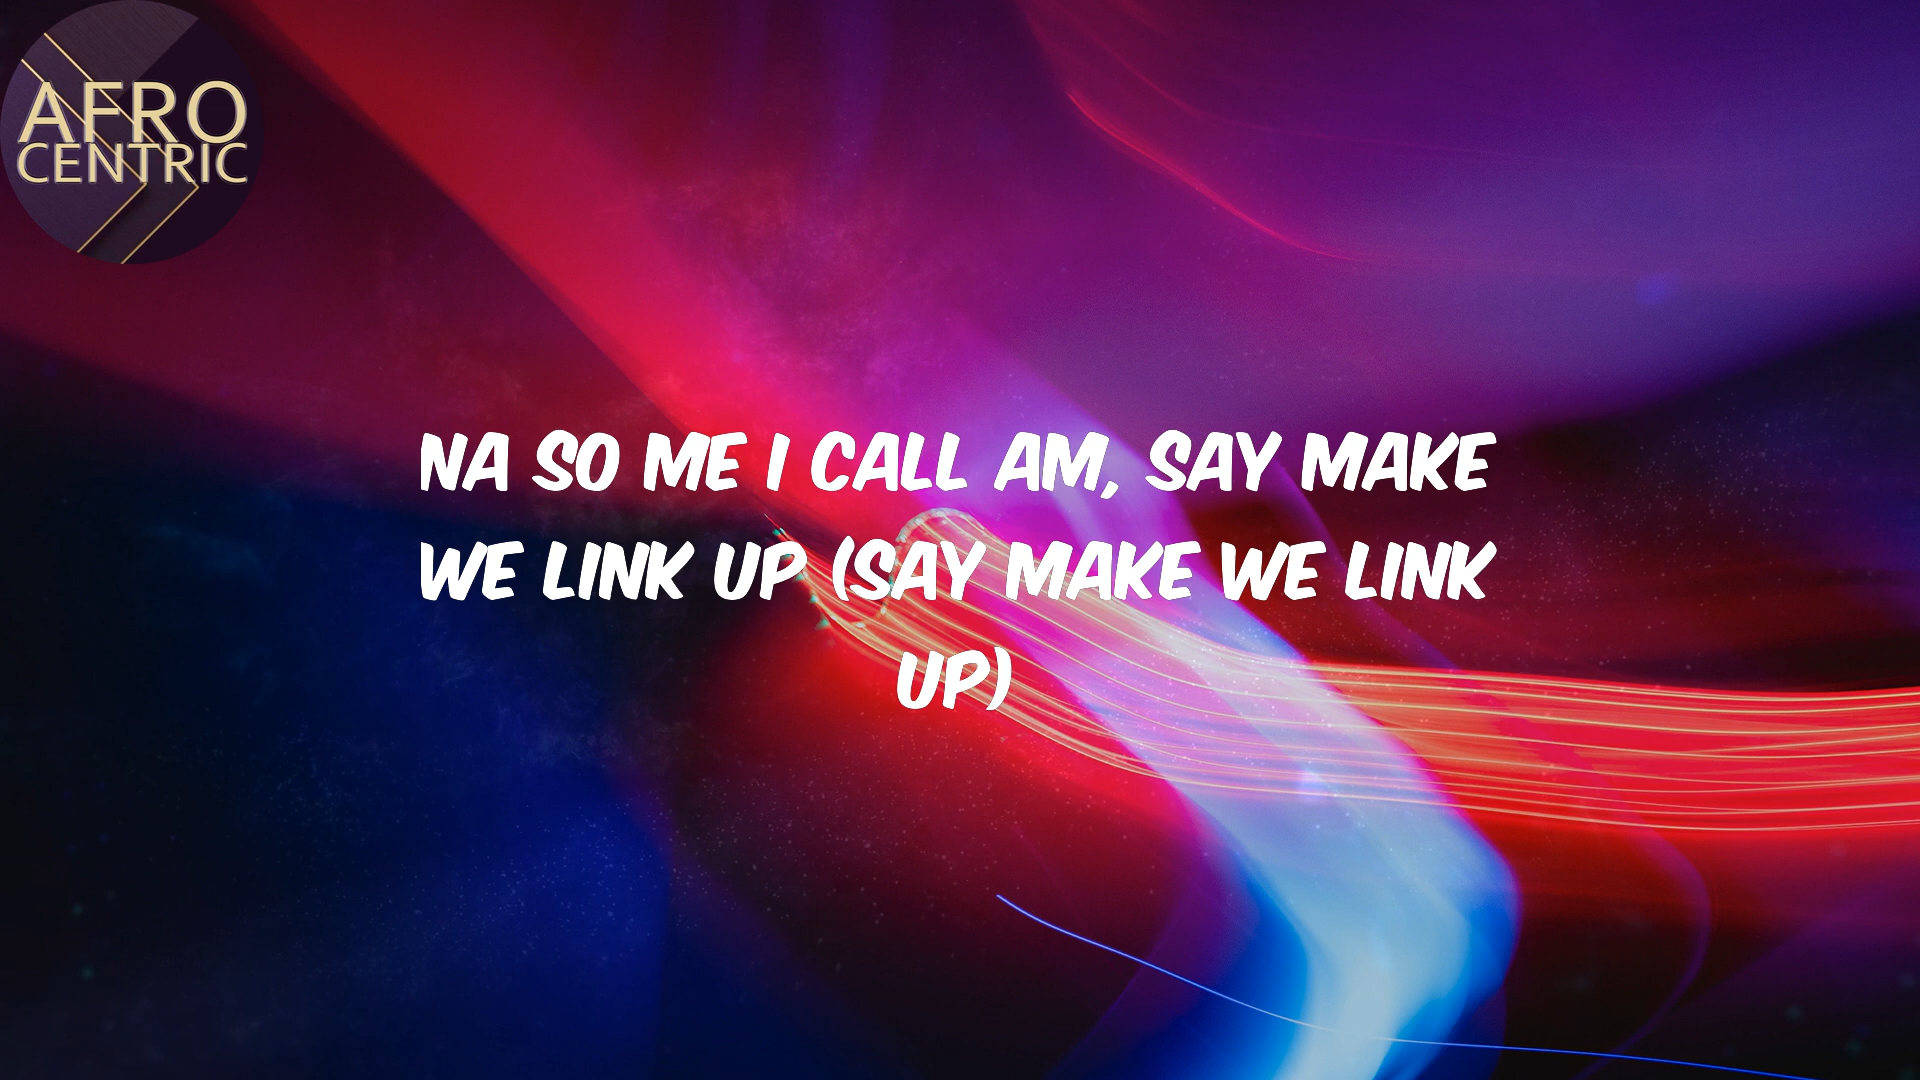 AFRO
CENTRIC
NA SO ME I CALL AM, SAY MAKE
WE LINK UP (SAY MAKE WE LINK
UP)